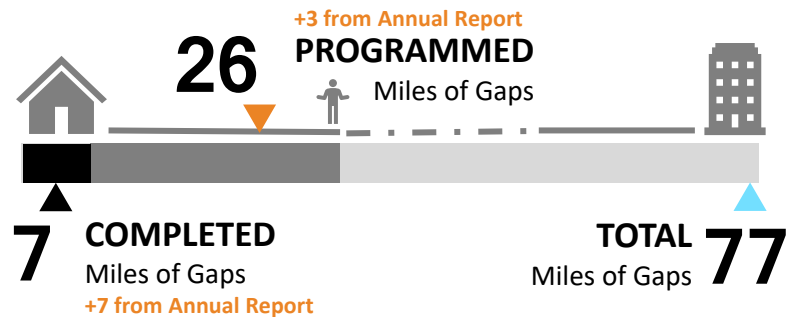 +3 from Annual Report
26 PROGRAMMED
Miles of Gaps
7 COMPLETED
Miles of Gaps
+7 from Annual Report
TOTAL 77
Miles of Gaps